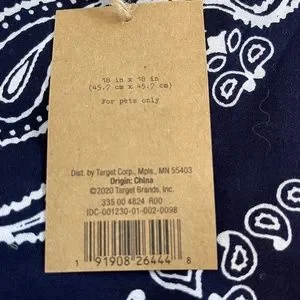 18 in x 18 in
(45.7 cm x 45.7 cm)
For pets only
Dist. by Target Corp., Mpls., MN 55403
Origin: China
©2020 Target Brands, Inc.
335 00 4824 R00
IDC-001230-01-002-0098
1 91908 26444 8